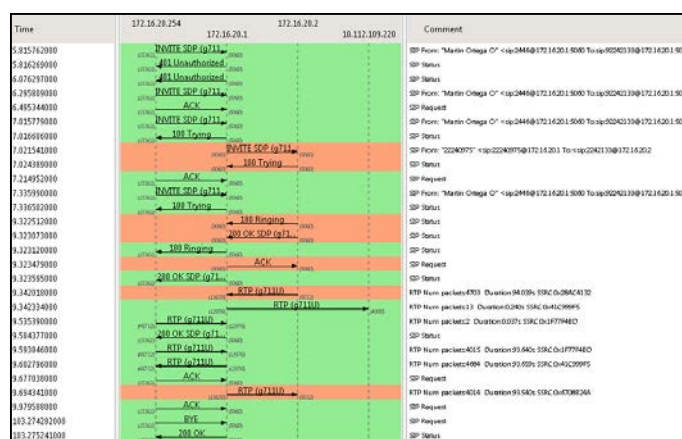 Time 172.16.20.254 172.16.20.2 Comment
172.16.20.1 10.112.109.220
5.815762000 INVITE SDP (g711... SIP From: "Martin Ortega O" <sip:2446@172.16.20.1:5060 To:sip:92242133@172.16.20.1:50
5.816269000 401 Unauthorized SIP Status
6.076297000 401 Unauthorized SIP Status
6.295889000 INVITE SDP (g711... SIP From: "Martin Ortega O" <sip:2446@172.16.20.1:5060 To:sip:92242133@172.16.20.1:50
6.495344000 ACK SIP Request
7.015779000 INVITE SDP (g711... SIP From: "Martin Ortega O" <sip:2446@172.16.20.1:5060 To:sip:92242133@172.16.20.1:50
7.016686000 100 Trying SIP Status
7.021541000 INVITE SDP (g711... SIP From: "22240975" <sip:22240975@172.16.20.1 To:<sip:2242133@172.16.20.2
7.024389000 100 Trying SIP Status
7.214952000 ACK SIP Request
7.335990000 INVITE SDP (g711... SIP From: "Martin Ortega O" <sip:2446@172.16.20.1:5060 To:sip:92242133@172.16.20.1:50
7.336502000 100 Trying SIP Status
9.322512000 180 Ringing SIP Status
9.323073000 200 OK SDP (g71... SIP Status
9.323120000 180 Ringing SIP Status
9.323479000 ACK SIP Request
9.323595000 200 OK SDP (g71... SIP Status
9.342018000 RTP (g711U) RTP Num packets:4703 Duration:94.039s SSRC:0x28AC4132
9.342334000 RTP (g711U) RTP Num packets:13 Duration:0.240s SSRC:0x41C999F5
9.535390000 RTP (g711U) RTP Num packets:2 Duration:0.037s SSRC:0x1F77F4ED
9.584377000 200 OK SDP (g71... SIP Status
9.593046000 RTP (g711U) RTP Num packets:4015 Duration:93.640s SSRC:0x1F77F4ED
9.602736000 RTP (g711U) RTP Num packets:4684 Duration:93.659s SSRC:0x41C999F5
9.677038000 ACK SIP Request
9.694341000 RTP (g711U) RTP Num packets:4014 Duration:93.540s SSRC:0x6708824A
9.979588000 ACK SIP Request
103.274282000 BYE SIP Request
103.275241000 200 OK SIP Status